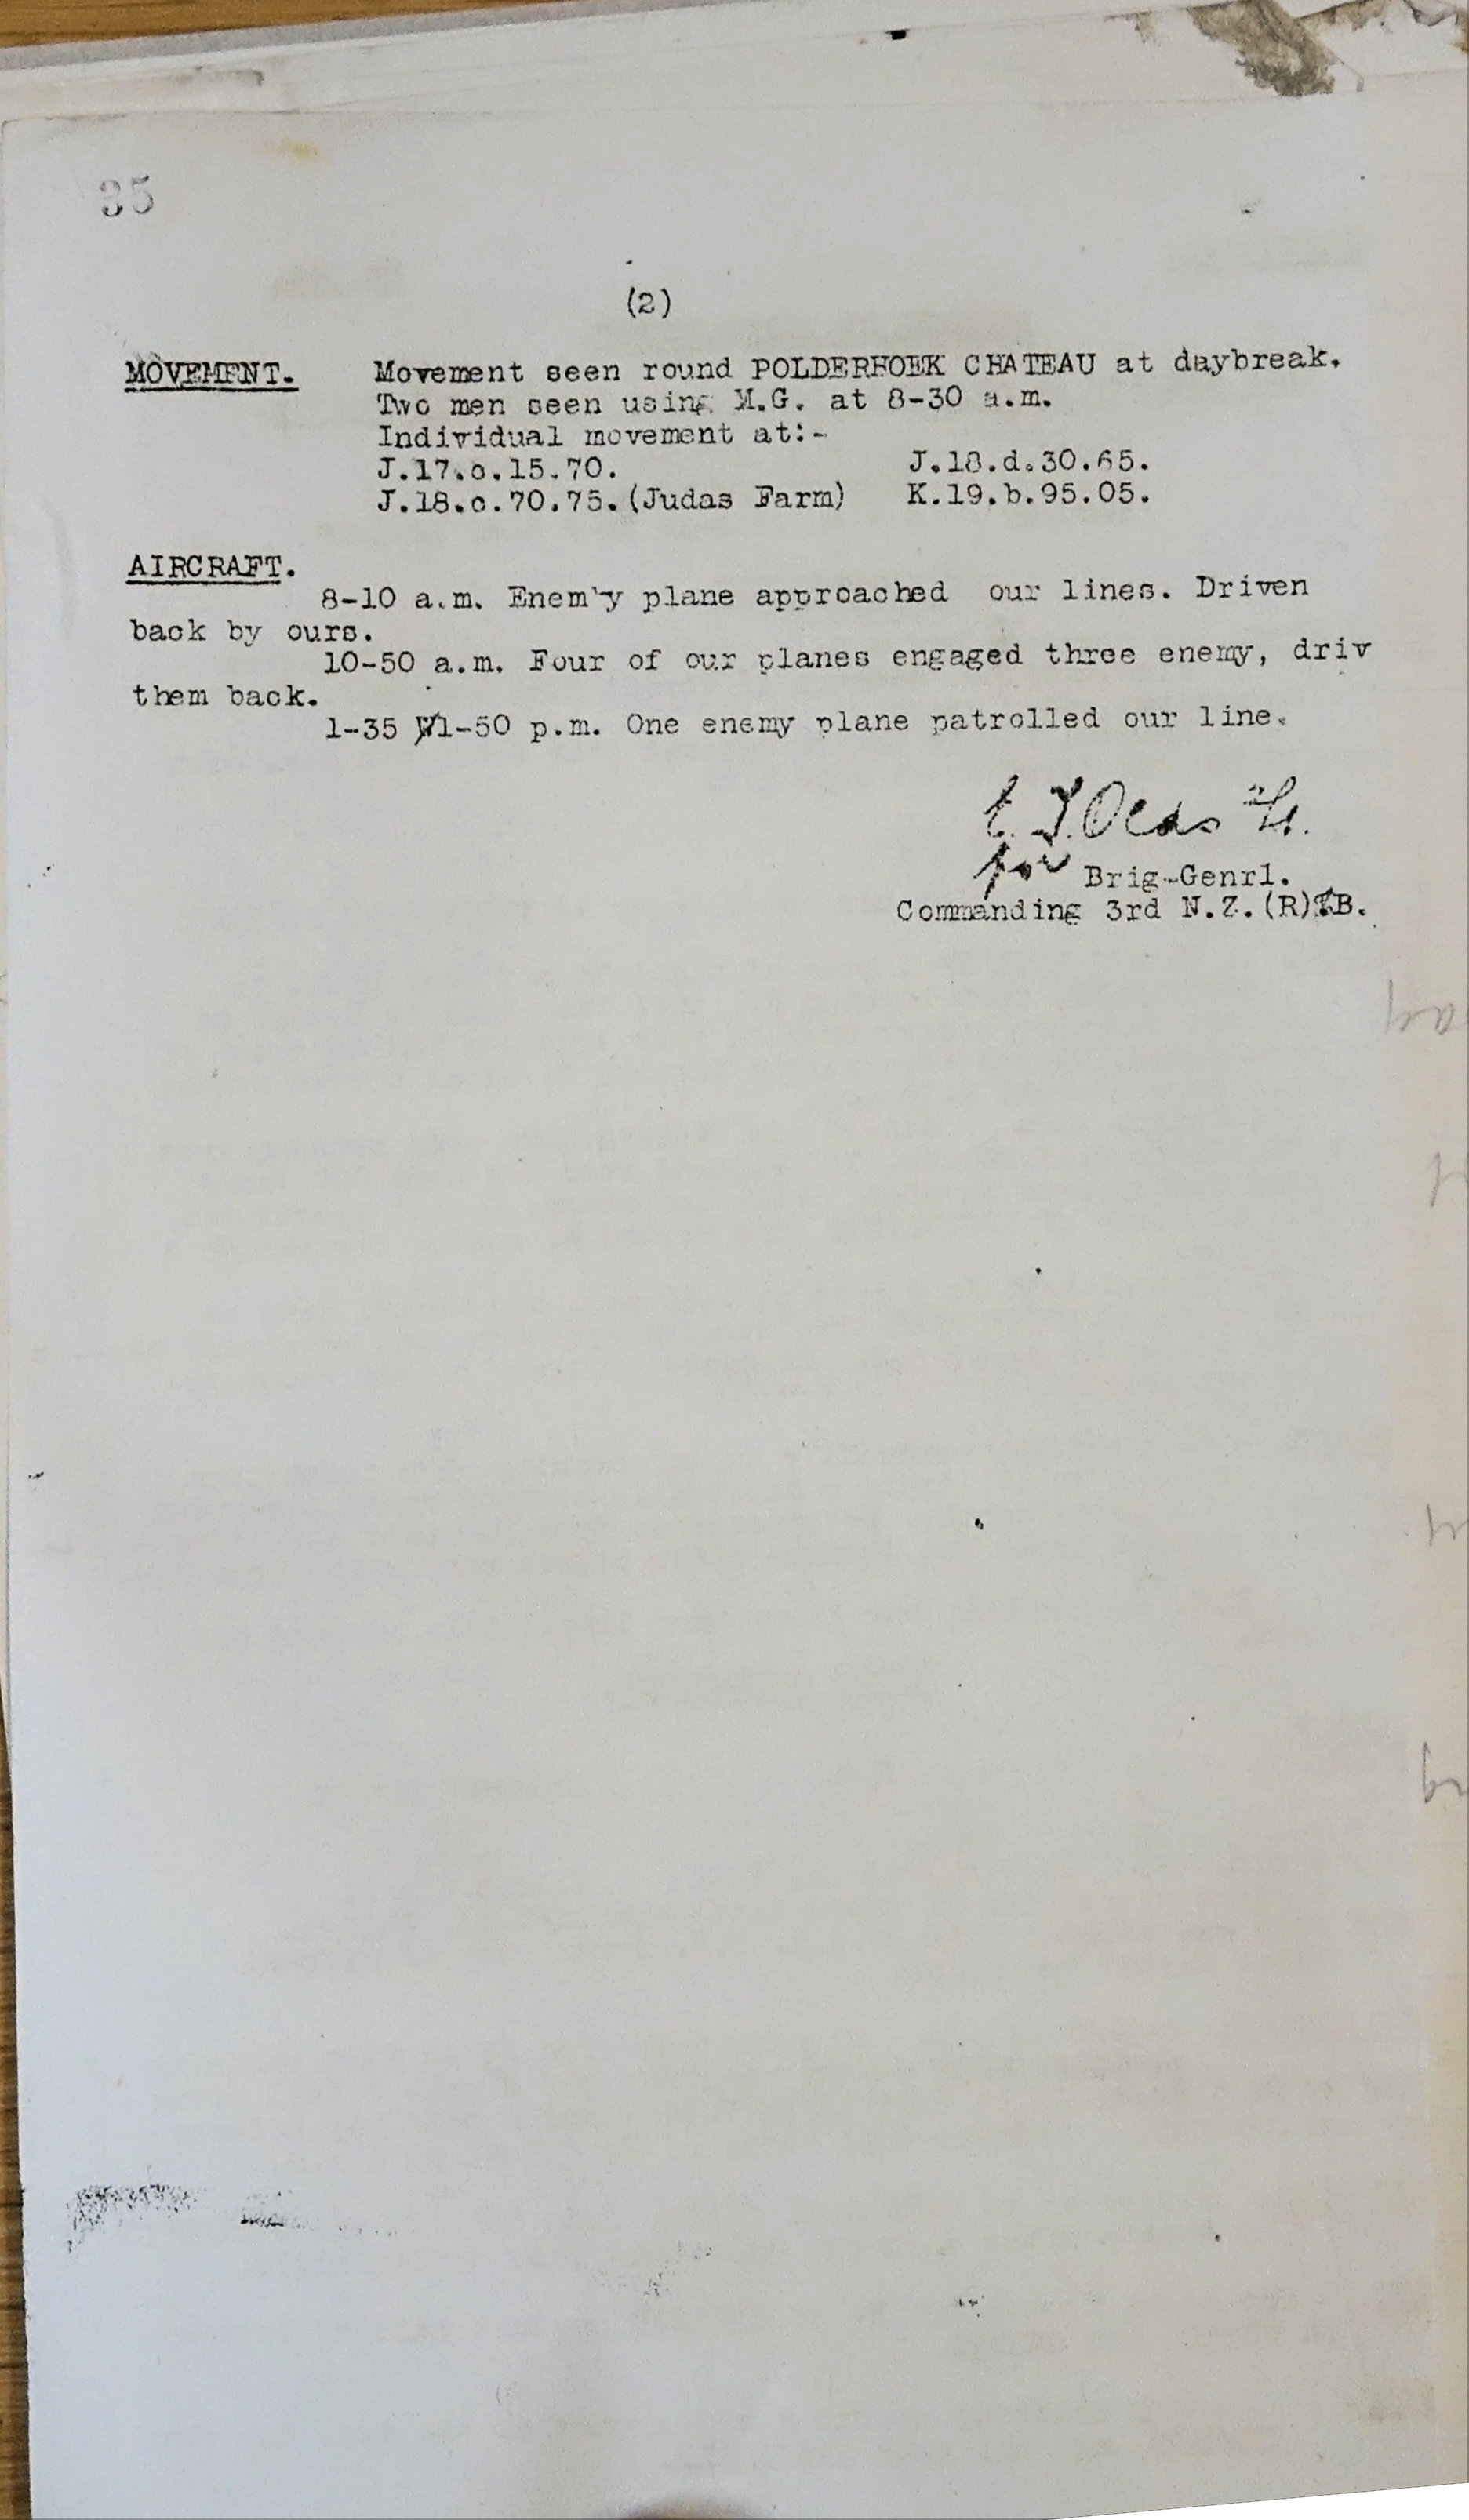 35
(2)
MOVEMENT. Movement seen round POLDERHOEK CHATEAU at daybreak.
Two men seen using M.G. at 8-30 a.m.
Individual movement at:-
J.17.c.15.70. J.18.d.30.65.
J.18.c.70.75.(Judas Farm) K.19.b.95.05.
AIRCRAFT.
8-10 a.m. Enem'y plane approached our lines. Driven
back by ours.
10-50 a.m. Four of our planes engaged three enemy, driv
them back.
1-35 1-50 p.m. One enemy plane patrolled our line.
for Brig-Genrl.
Commanding 3rd N.Z.(R)B.